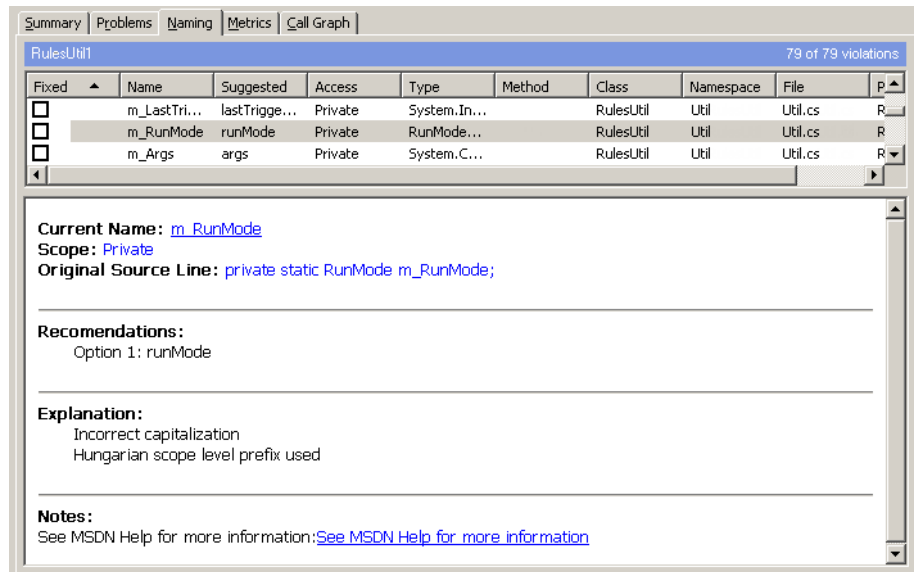 Summary Problems Naming Metrics Call Graph
RulesUtil1 79 of 79 violations
Fixed Name Suggested Access Type Method Class Namespace File P
m_LastTri... lastTrigge... Private System.In... RulesUtil Util Util.cs R
m_RunMode runMode Private RunMode... RulesUtil Util Util.cs R
m_Args args Private System.C... RulesUtil Util Util.cs R
Current Name: m_RunMode
Scope: Private
Original Source Line: private static RunMode m_RunMode;
Recomendations:
Option 1: runMode
Explanation:
Incorrect capitalization
Hungarian scope level prefix used
Notes:
See MSDN Help for more information:See MSDN Help for more information